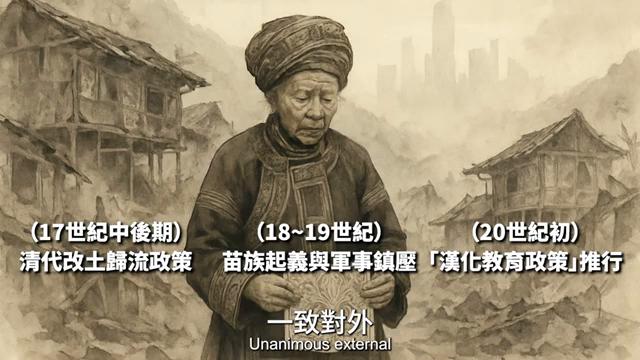 （17世紀中後期）
清代改土歸流政策
（18~19世紀）
苗族起義與軍事鎮壓
（20世紀初）
「漢化教育政策」推行
一致對外
Unanimous external